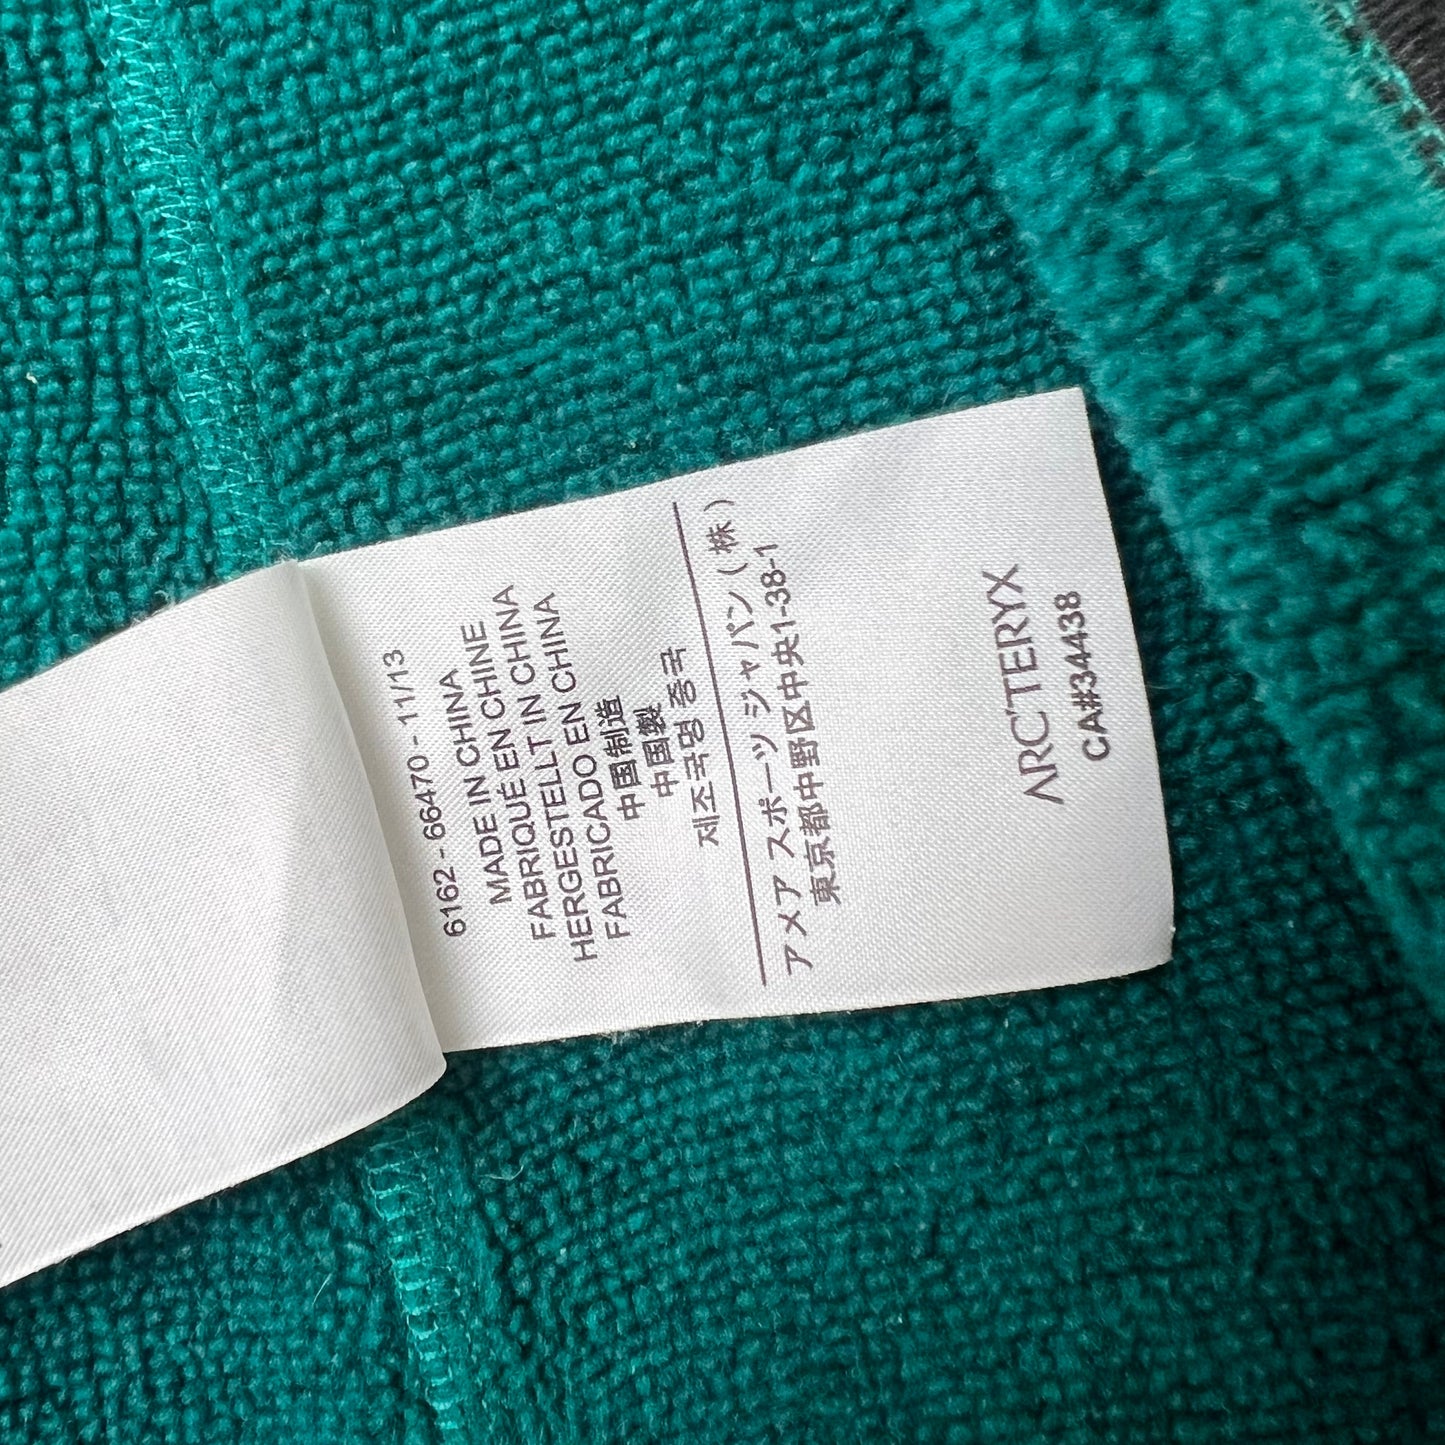 6162 - 66470 - 11/13
MADE IN CHINA
FABRIQUÉ EN CHINE
HERGESTELLT IN CHINA
FABRICADO EN CHINA
中国制造
中国製
제조국명 중국
アメア スポーツ ジャパン (株)
東京都中野区中央1-38-1
ARC'TERYX
CA#34438